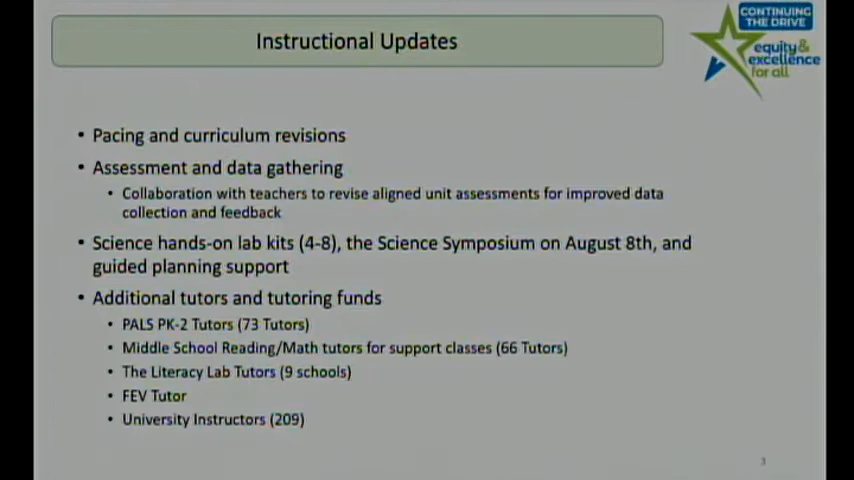 Instructional Updates
CONTINUING
THE DRIVE
equity &
excellence
for all
• Pacing and curriculum revisions
• Assessment and data gathering
• Collaboration with teachers to revise aligned unit assessments for improved data
collection and feedback
• Science hands-on lab kits (4-8), the Science Symposium on August 8th, and
guided planning support
• Additional tutors and tutoring funds
• PALS PK-2 Tutors (73 Tutors)
• Middle School Reading/Math tutors for support classes (66 Tutors)
• The Literacy Lab Tutors (9 schools)
• FEV Tutor
• University Instructors (209)
3